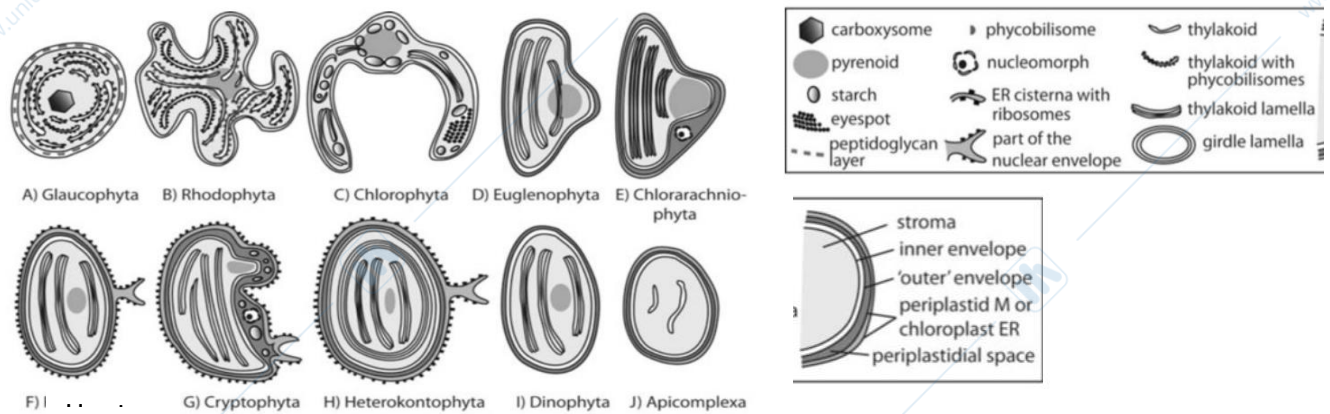 carboxysome
phycobilisome
thylakoid
pyrenoid
nucleomorph
thylakoid with
phycobilisomes
starch
eyespot
ER cisterna with
ribosomes
thylakoid lamella
peptidoglycan
layer
part of the
nuclear envelope
girdle lamella
A) Glaucophyta
B) Rhodophyta
C) Chlorophyta
D) Euglenophyta
E) Chlorarachnio-
phyta
stroma
inner envelope
'outer' envelope
periplastid M or
chloroplast ER
periplastidial space
F)
G) Cryptophyta
H) Heterokontophyta
I) Dinophyta
J) Apicomplexa